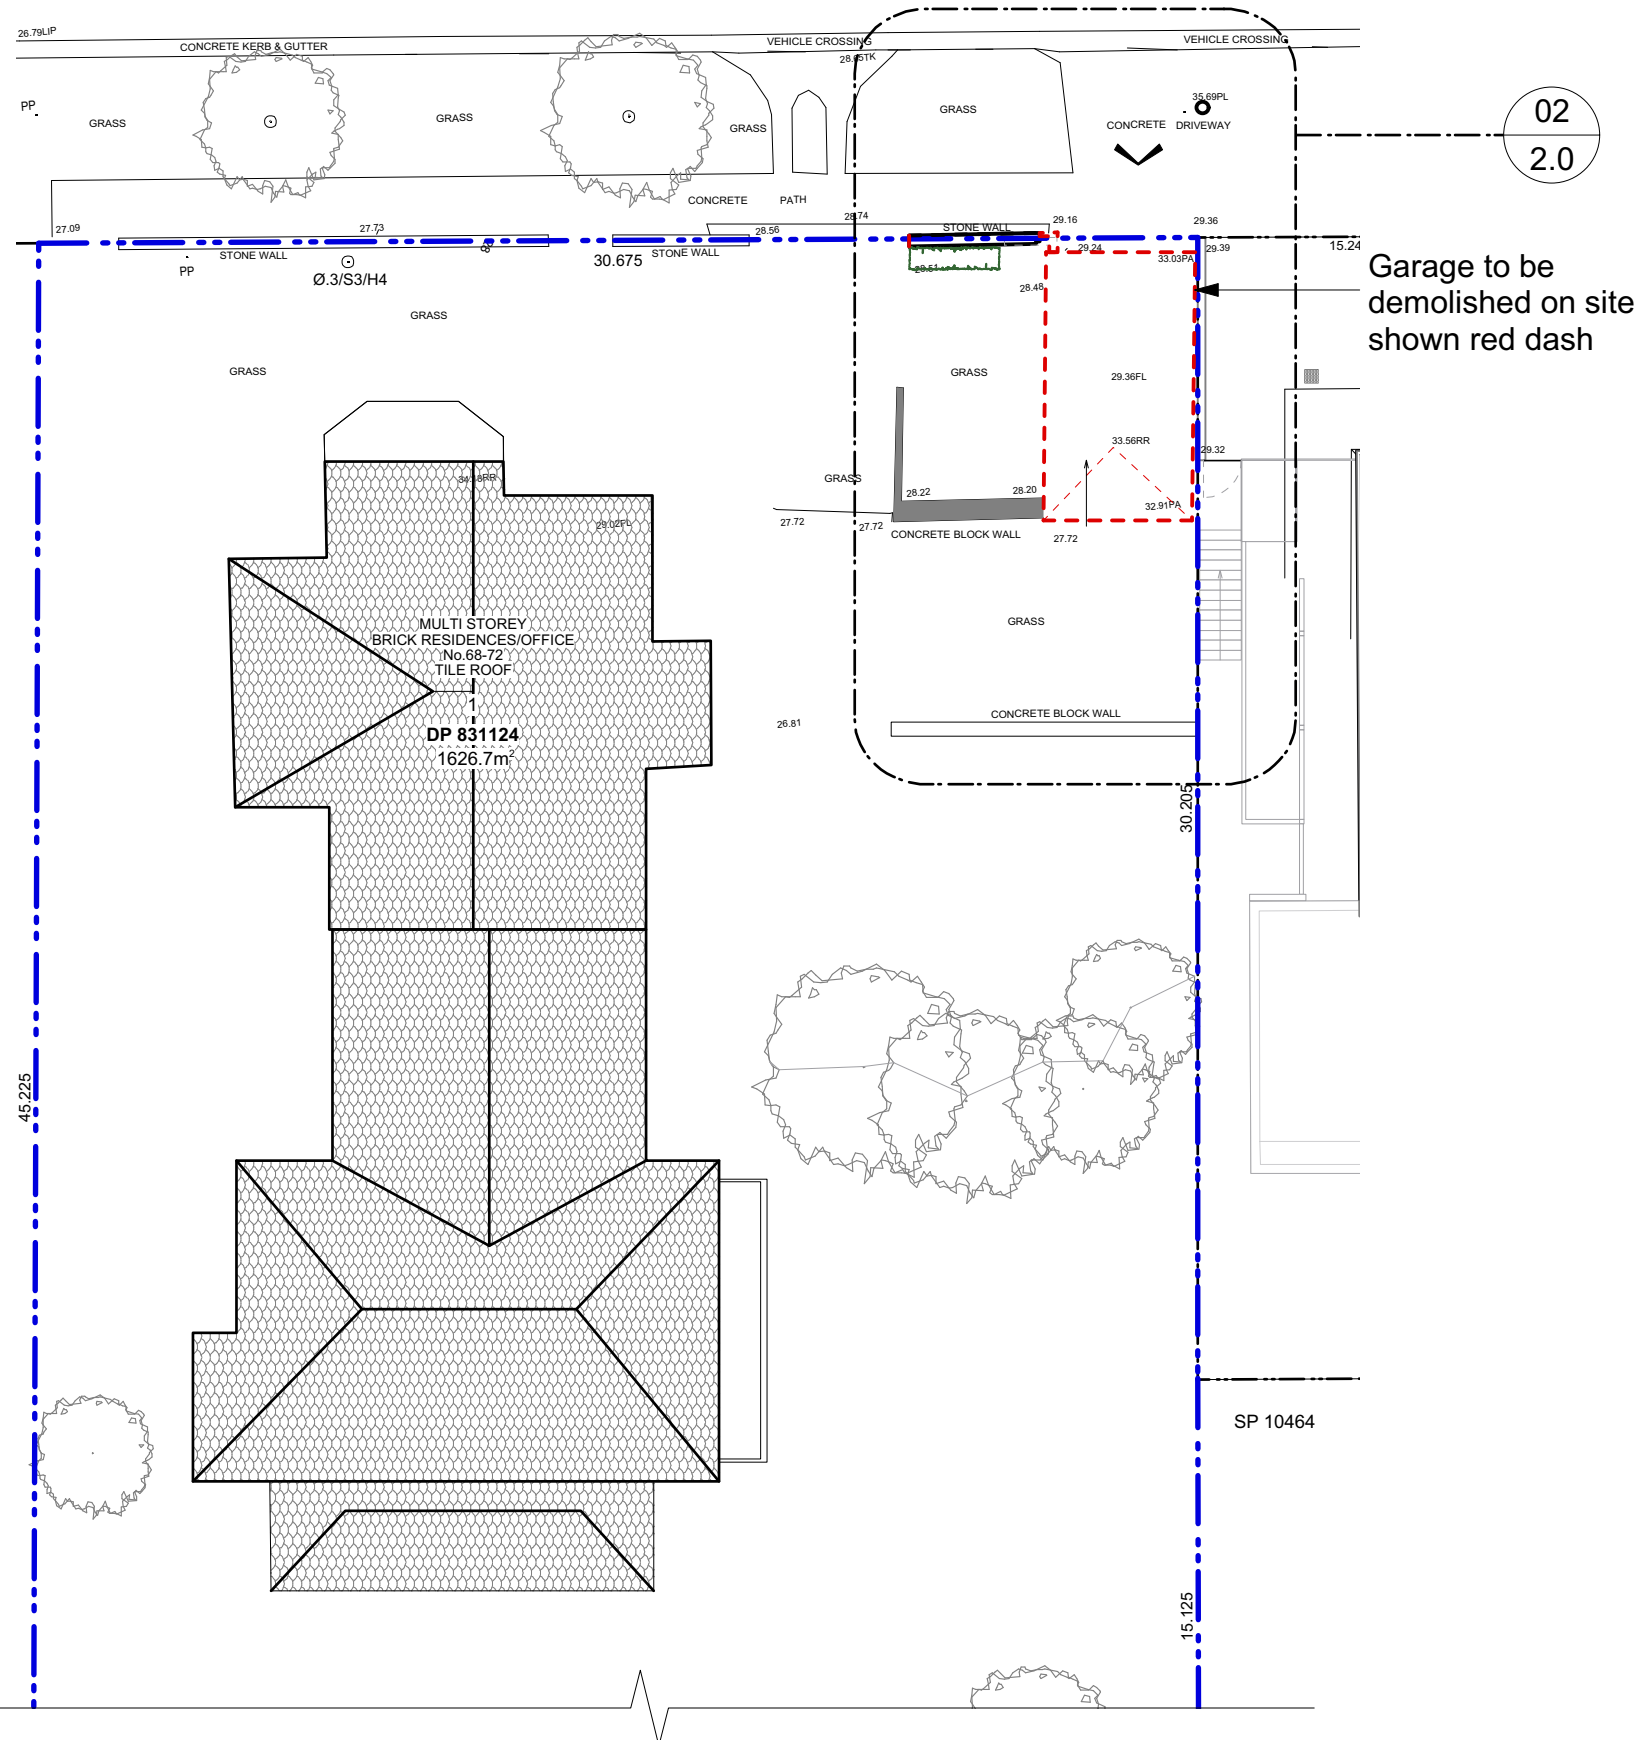 26.79LIP
CONCRETE KERB & GUTTER
VEHICLE CROSSING
VEHICLE CROSSING
28.65TK
PP
GRASS
GRASS
GRASS
GRASS
35.69PL
CONCRETE DRIVEWAY
02
2.0
CONCRETE PATH
27.09
27.73
28.56
28.74
29.16
29.36
STONE WALL
STONE WALL
STONE WALL
30.675
PP
Ø.3/S3/H4
28.51
29.24
33.03PA
29.39
15.24
28.48
Garage to be
demolished on site
shown red dash
GRASS
GRASS
GRASS
29.36FL
33.56RR
29.32
GRASS
28.22
28.20
32.91PA
27.72
27.72
27.72
CONCRETE BLOCK WALL
34.18RR
29.02FL
GRASS
MULTI STOREY
BRICK RESIDENCES/OFFICE
No.68-72
TILE ROOF
1
DP 831124
1626.7m²
26.81
CONCRETE BLOCK WALL
30.205
45.225
SP 10464
15.125